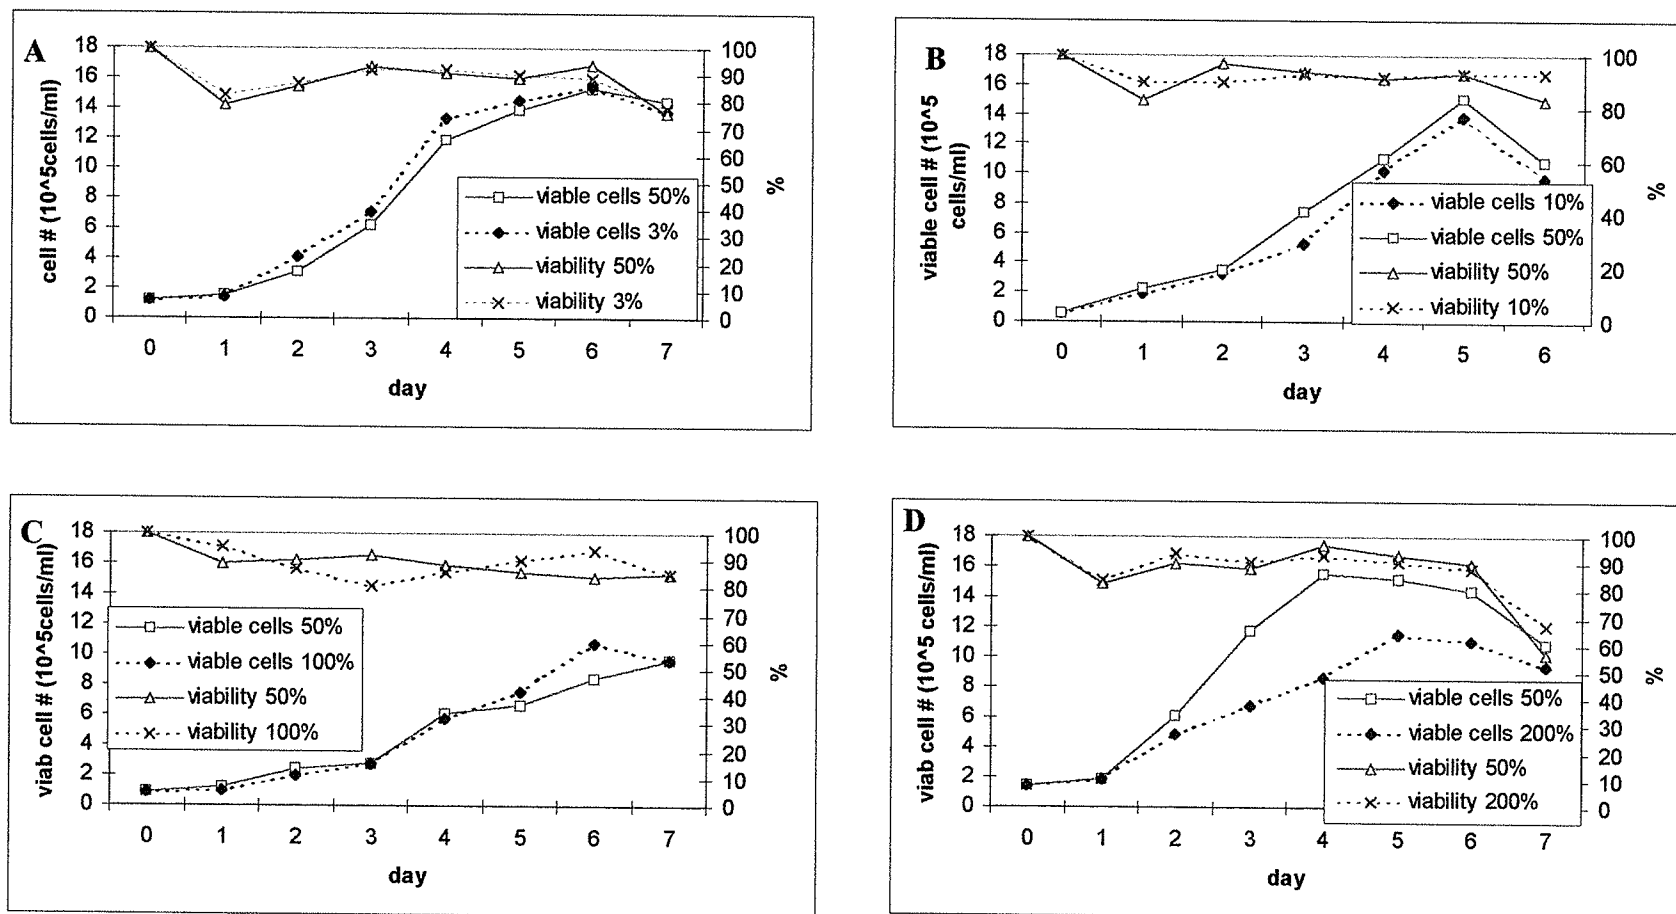 A
18
16
14
12
10
8
6
4
2
0
cell # (10^5cells/ml)
100
90
80
70
60
50
40
30
20
10
0
%
viable cells 50%
viable cells 3%
viability 50%
viability 3%
0 1 2 3 4 5 6 7
day
B
18
16
14
12
10
8
6
4
2
0
viable cell # (10^5
cells/ml)
100
80
60
40
20
0
%
viable cells 10%
viable cells 50%
viability 50%
viability 10%
0 1 2 3 4 5 6
day
C
18
16
14
12
10
8
6
4
2
0
viab cell # (10^5cells/ml)
100
90
80
70
60
50
40
30
20
10
0
%
viable cells 50%
viable cells 100%
viability 50%
viability 100%
0 1 2 3 4 5 6 7
day
D
18
16
14
12
10
8
6
4
2
0
viab cell # (10^5 cells/ml)
100
90
80
70
60
50
40
30
20
10
0
%
viable cells 50%
viable cells 200%
viability 50%
viability 200%
0 1 2 3 4 5 6 7
day